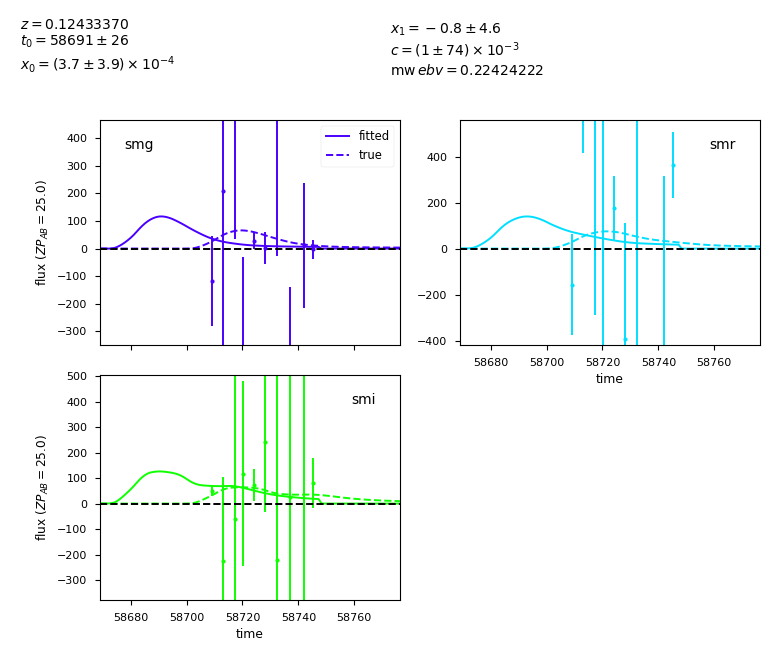 z = 0.12433370
t₀ = 58691 ± 26
x₀ = (3.7 ± 3.9) × 10⁻⁴
x₁ = −0.8 ± 4.6
c = (1 ± 74) × 10⁻³
mw ebv = 0.22424222
smg
fitted
true
400
300
200
100
0
−100
−200
−300
flux (ZP_AB = 25.0)
smr
400
200
0
−200
−400
58680 58700 58720 58740 58760
time
smi
500
400
300
200
100
0
−100
−200
−300
flux (ZP_AB = 25.0)
58680 58700 58720 58740 58760
time